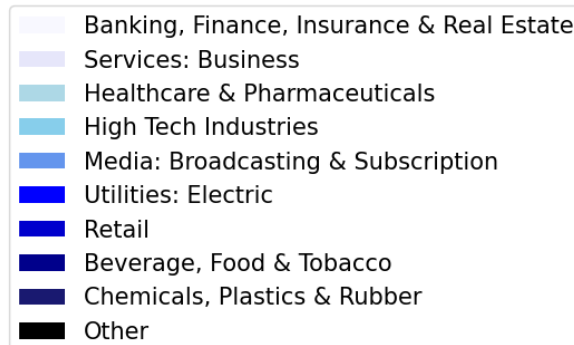 Banking, Finance, Insurance & Real Estate
Services: Business
Healthcare & Pharmaceuticals
High Tech Industries
Media: Broadcasting & Subscription
Utilities: Electric
Retail
Beverage, Food & Tobacco
Chemicals, Plastics & Rubber
Other